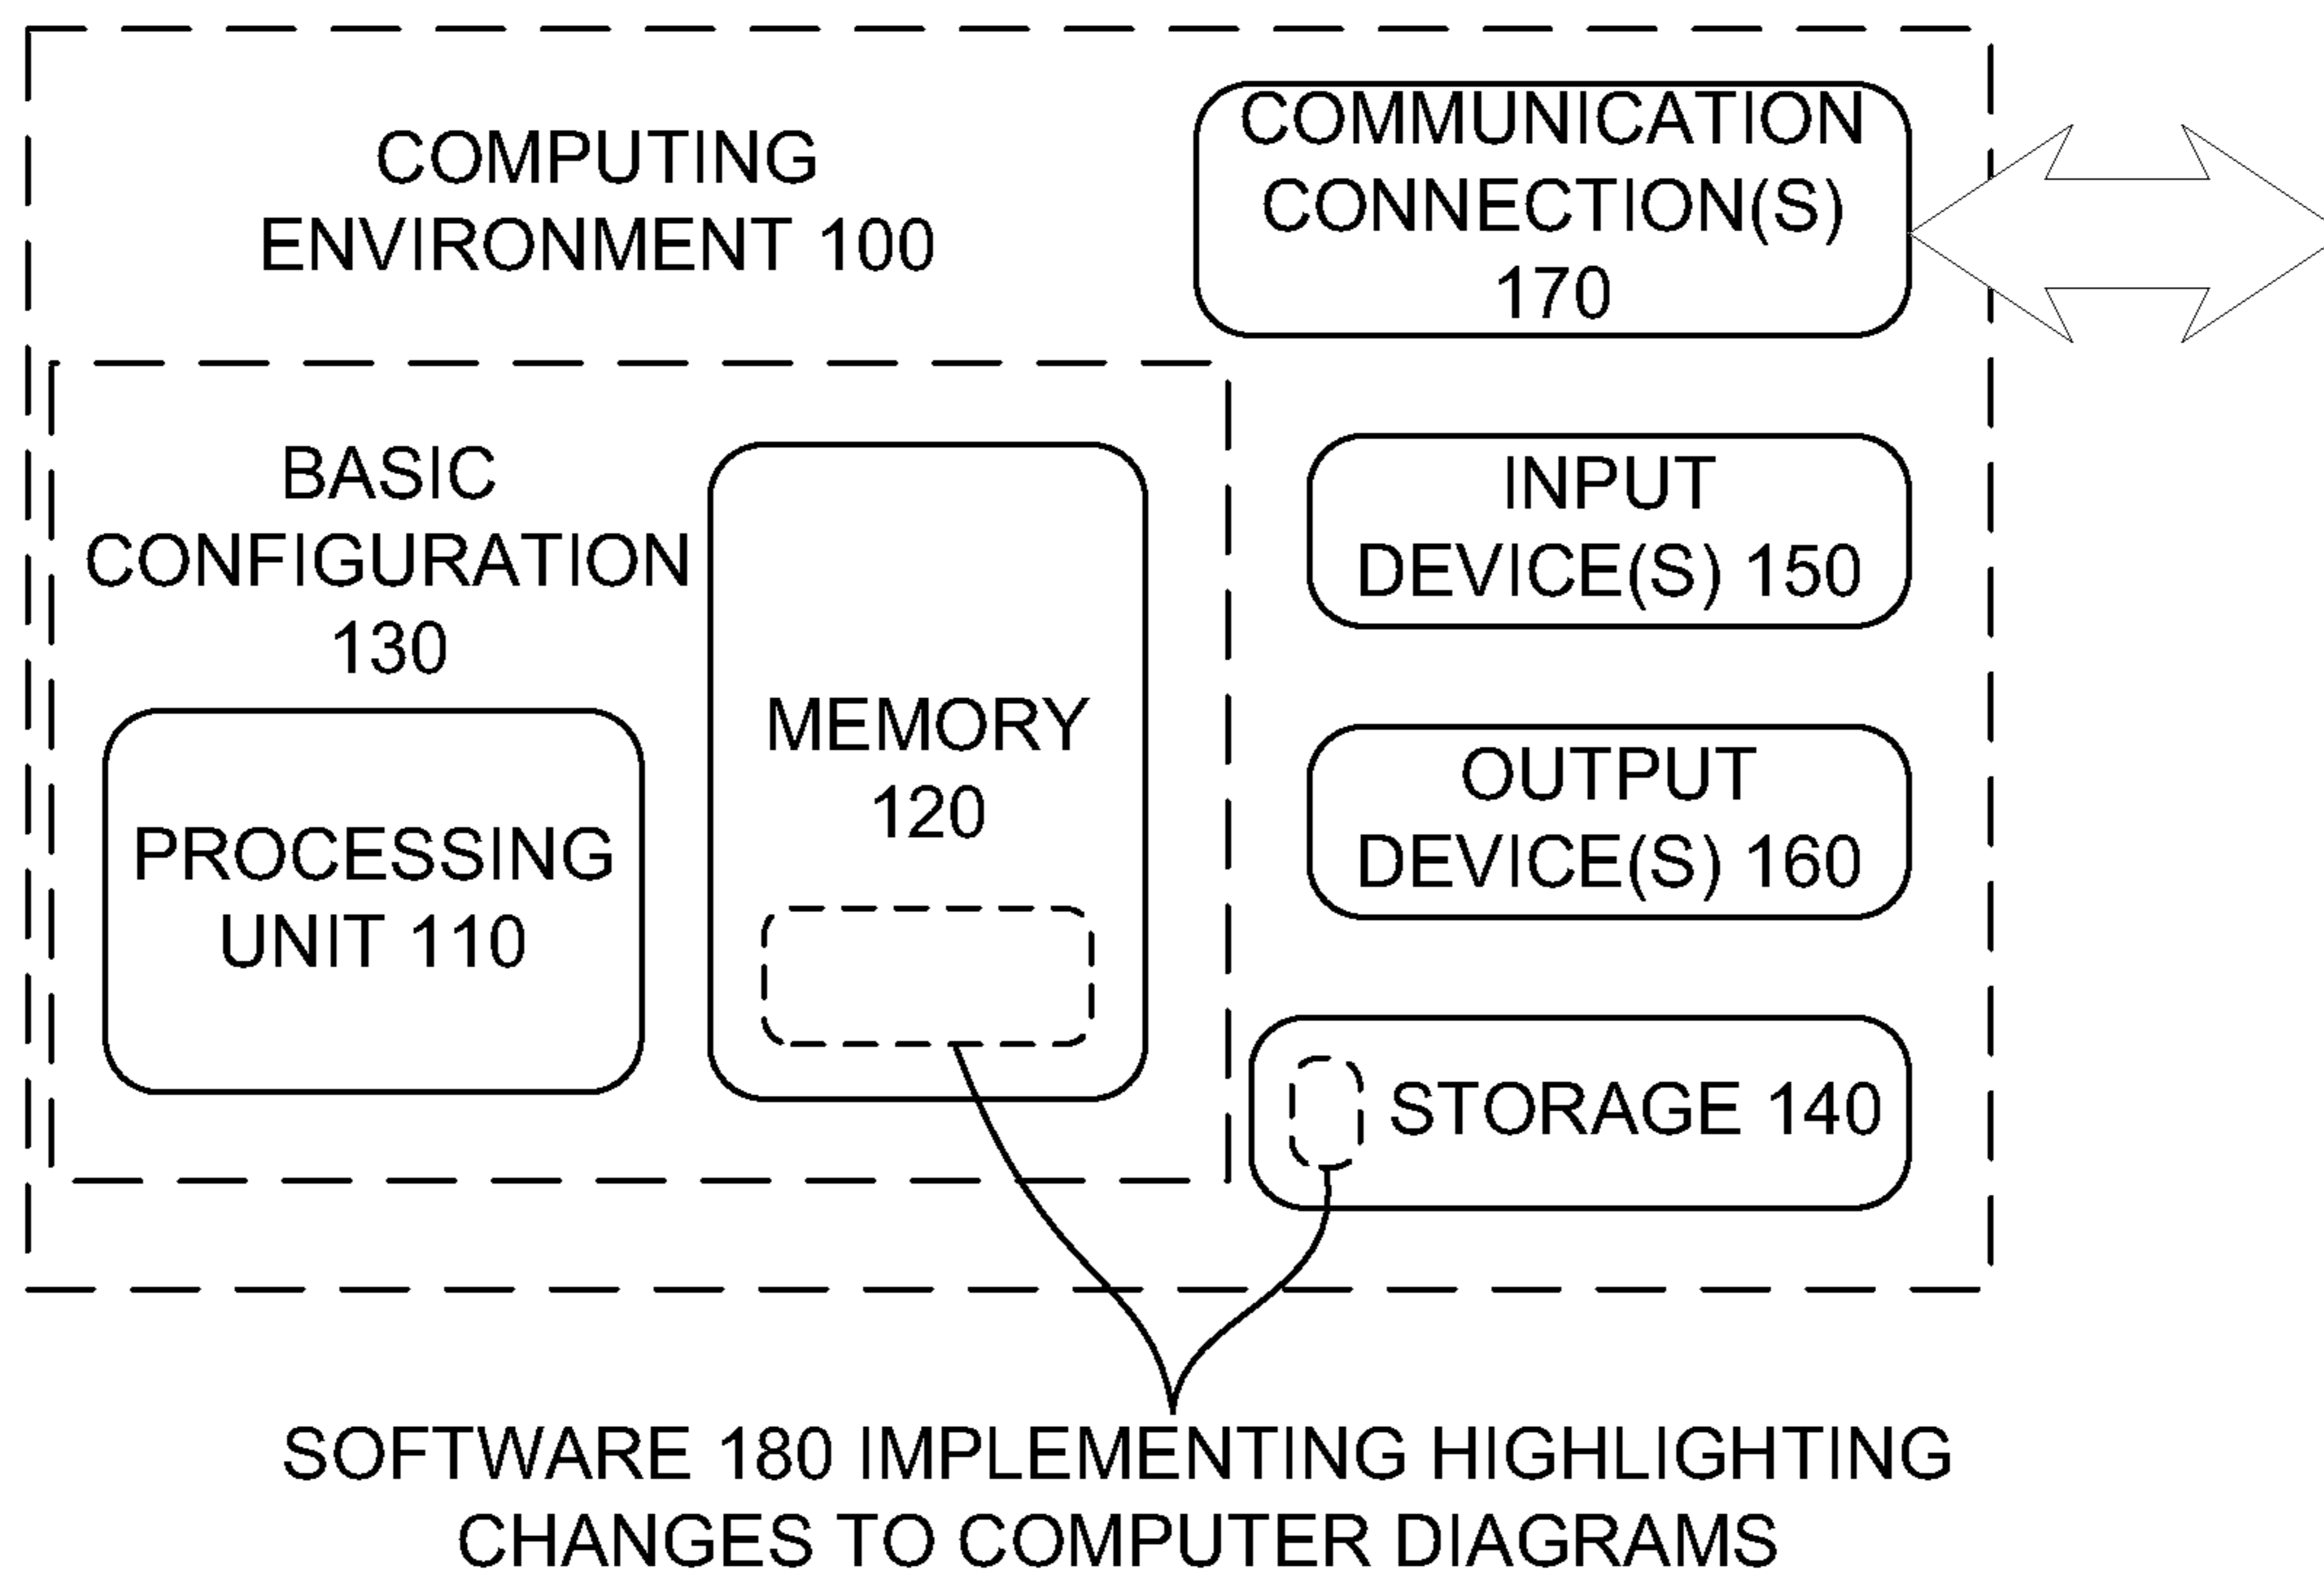 COMPUTING
ENVIRONMENT 100
COMMUNICATION
CONNECTION(S)
170
BASIC
CONFIGURATION
130
PROCESSING
UNIT 110
MEMORY
120
INPUT
DEVICE(S) 150
OUTPUT
DEVICE(S) 160
STORAGE 140
SOFTWARE 180 IMPLEMENTING HIGHLIGHTING
CHANGES TO COMPUTER DIAGRAMS